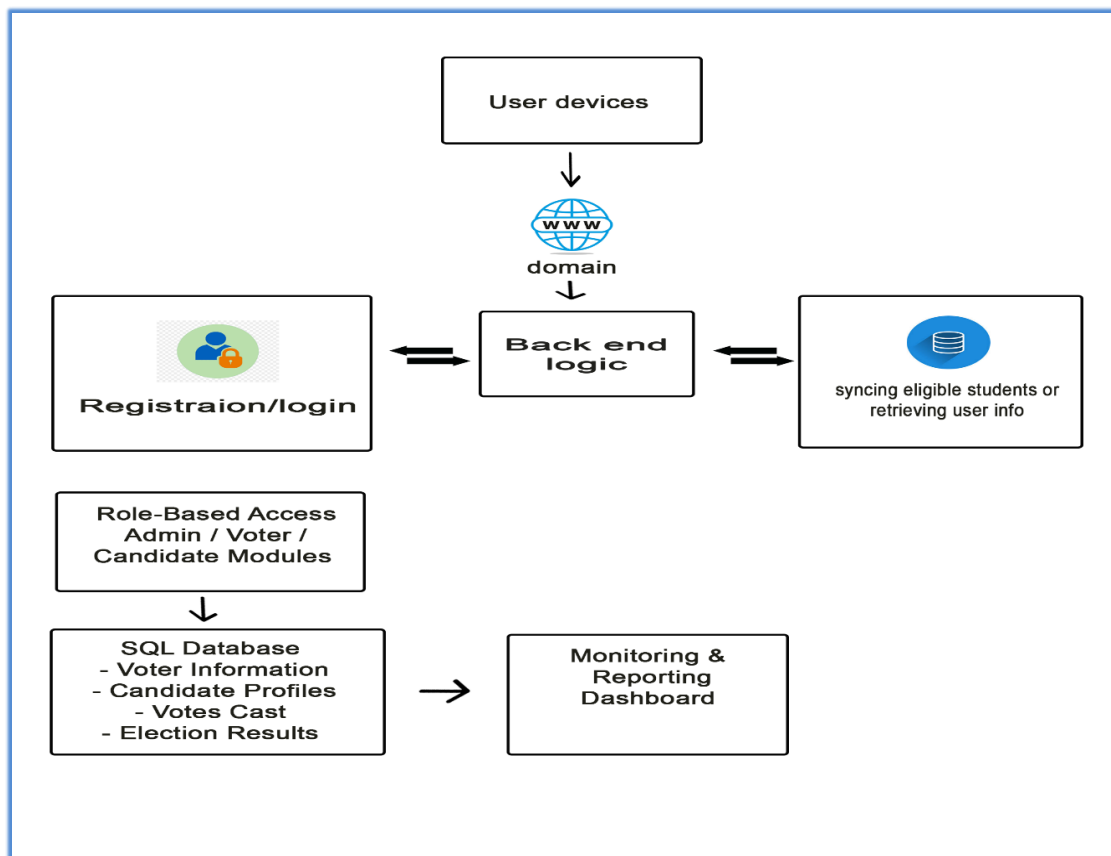 User devices
www
domain
Registraion/login
Back end
logic
syncing eligible students or
retrieving user info
Role-Based Access
Admin / Voter /
Candidate Modules
SQL Database
- Voter Information
- Candidate Profiles
- Votes Cast
- Election Results
Monitoring &
Reporting
Dashboard